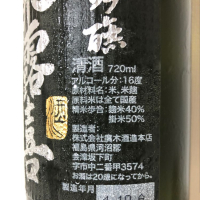 露
吟醸
清酒 720ml
アルコール分：16度
原材料名：米、米麹
原料米は全て国産
精米歩合：麹米40%
掛米50%
製造者：
株式会社廣木酒造本店
福島県河沼郡
会津坂下町
字市中二番甲3574
お酒は20歳になってから。
製造年月